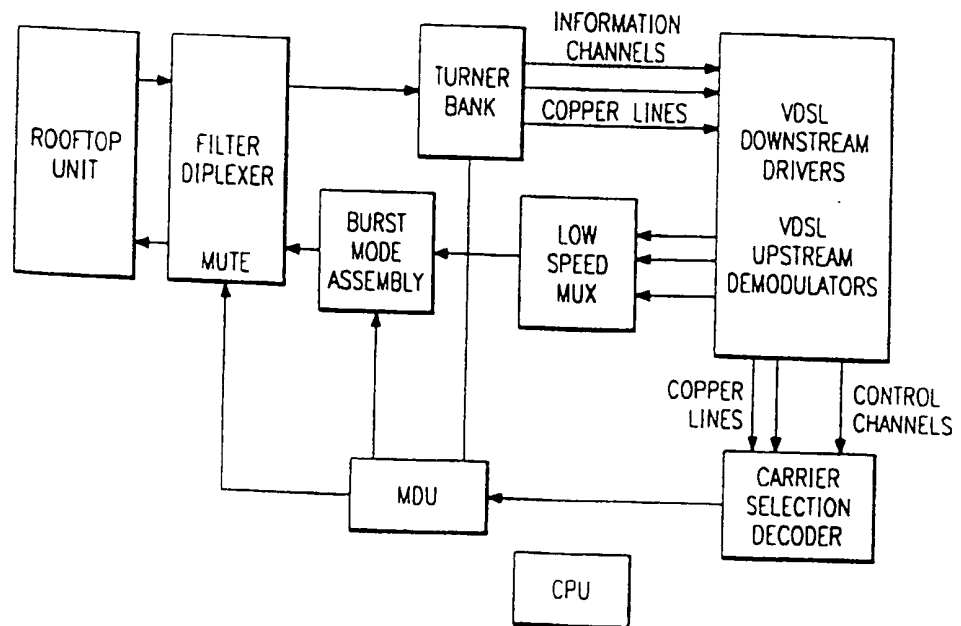 INFORMATION
CHANNELS
TURNER
BANK
COPPER LINES
VDSL
DOWNSTREAM
DRIVERS
ROOFTOP
UNIT
FILTER
DIPLEXER
MUTE
BURST
MODE
ASSEMBLY
LOW
SPEED
MUX
VDSL
UPSTREAM
DEMODULATORS
COPPER
LINES
CONTROL
CHANNELS
MDU
CARRIER
SELECTION
DECODER
CPU